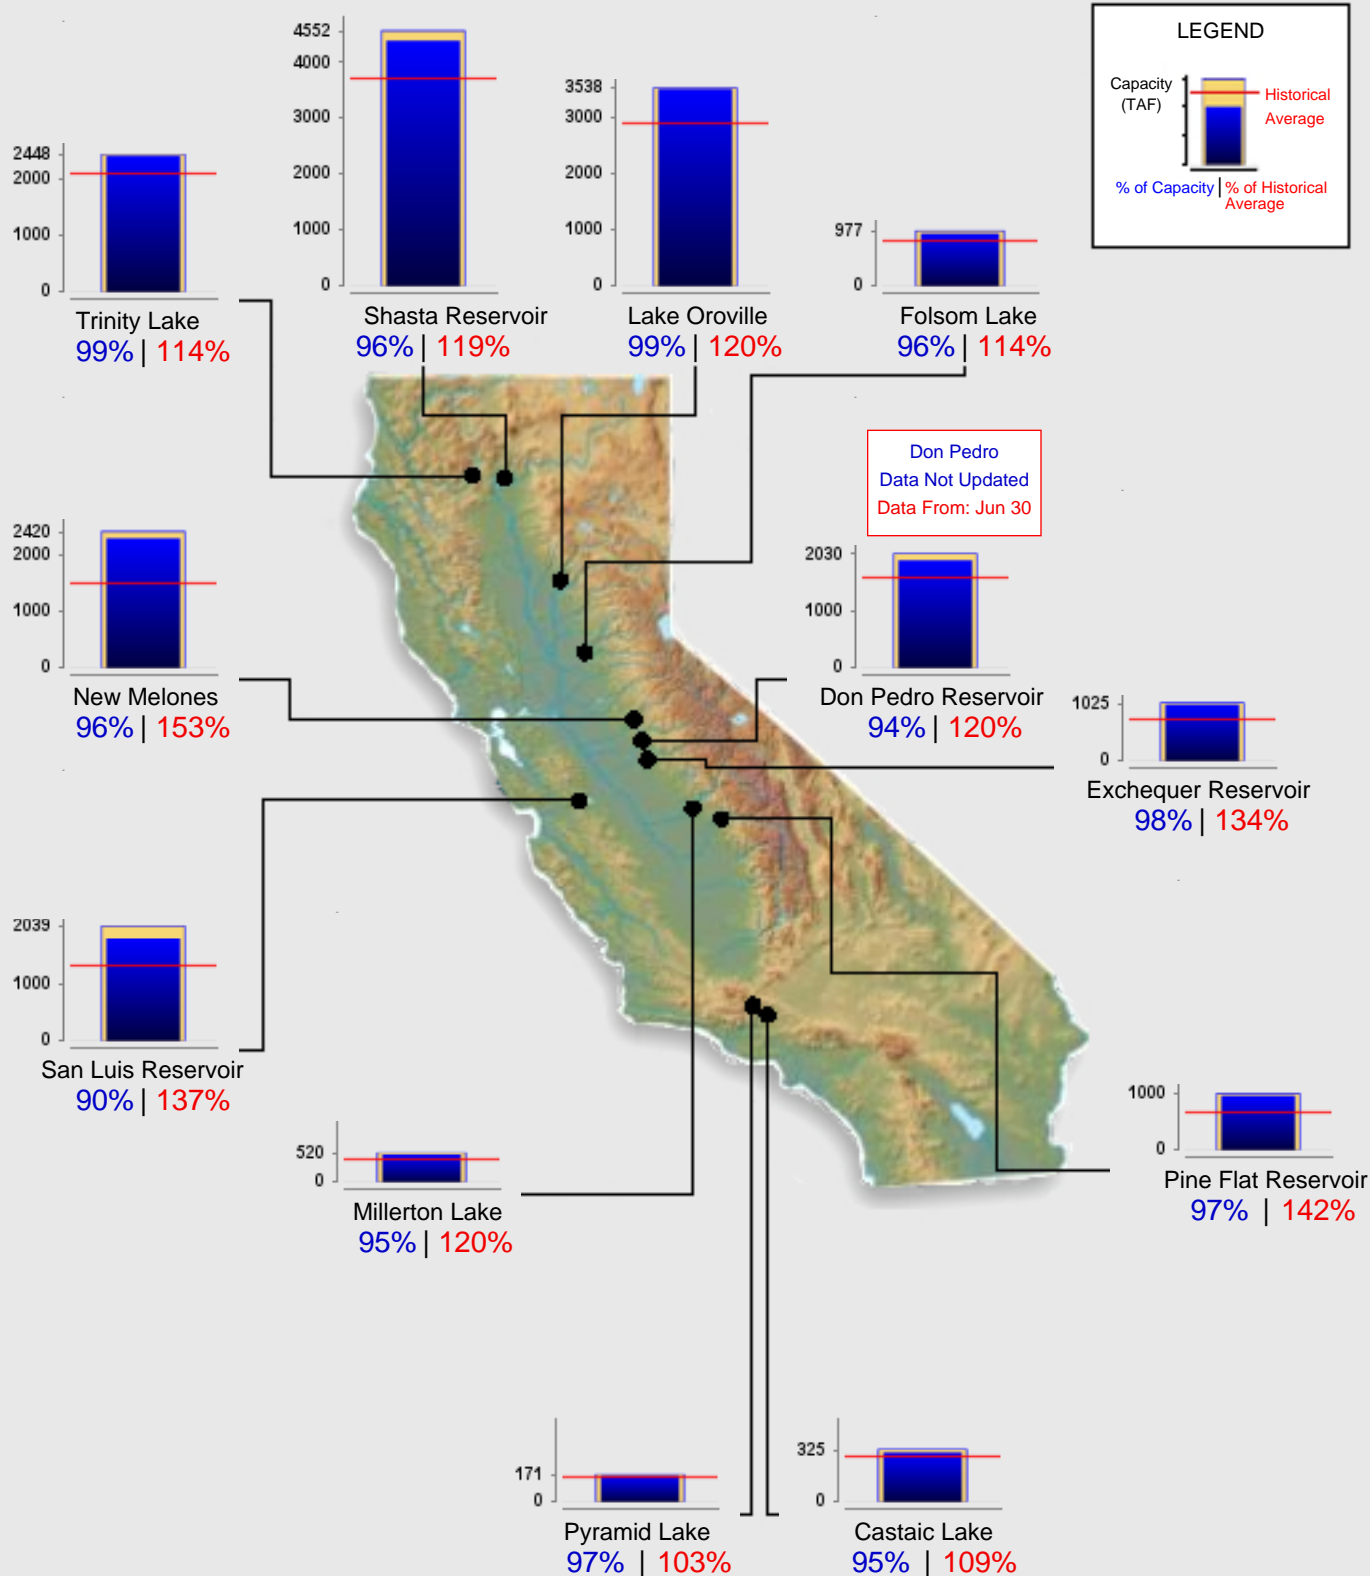 4552
4000
3000
2000
1000
0
Shasta Reservoir
96% | 119%
3538
3000
2000
1000
0
Lake Oroville
99% | 120%
LEGEND
Capacity
(TAF)
Historical
Average
% of Capacity | % of Historical
Average
2448
2000
1000
0
Trinity Lake
99% | 114%
977
0
Folsom Lake
96% | 114%
Don Pedro
Data Not Updated
Data From: Jun 30
2420
2000
1000
0
New Melones
96% | 153%
2030
1000
0
Don Pedro Reservoir
94% | 120%
1025
0
Exchequer Reservoir
98% | 134%
2039
1000
0
San Luis Reservoir
90% | 137%
520
0
Millerton Lake
95% | 120%
1000
0
Pine Flat Reservoir
97% | 142%
171
0
Pyramid Lake
97% | 103%
325
0
Castaic Lake
95% | 109%